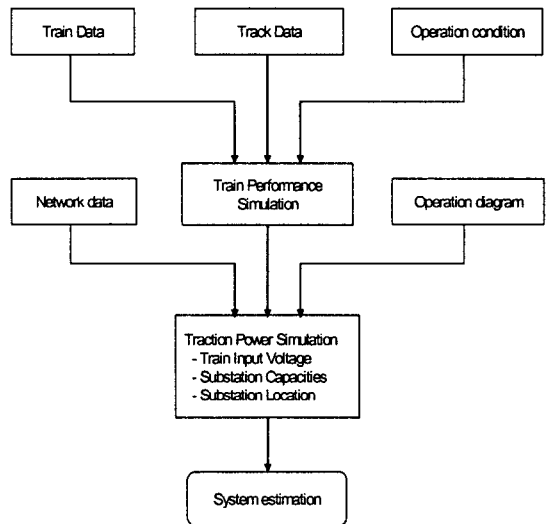 Train Data
Track Data
Operation condition
Train Performance
Simulation
Network data
Operation diagram
Traction Power Simulation
- Train Input Voltage
- Substation Capacities
- Substation Location
System estimation